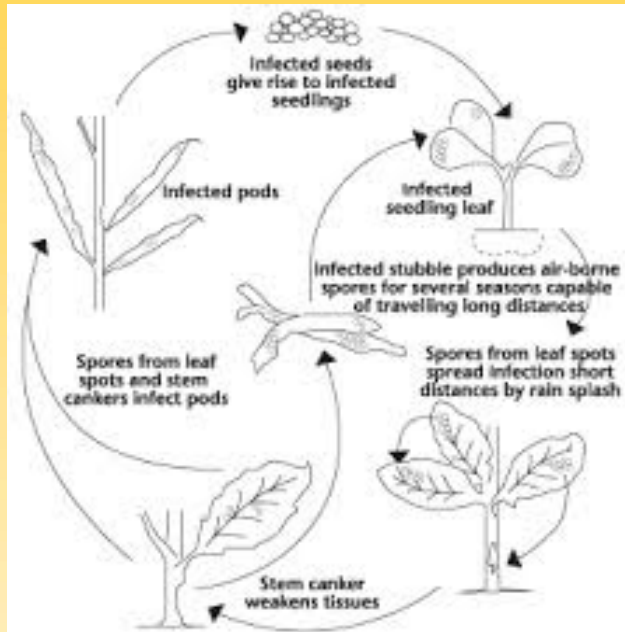 Infected seeds
give rise to infected
seedlings
Infected pods
Infected
seedling leaf
Infected stubble produces air-borne
spores for several seasons capable
of travelling long distances
Spores from leaf
spots and stem
cankers infect pods
Spores from leaf spots
spread infection short
distances by rain splash
Stem canker
weakens tissues